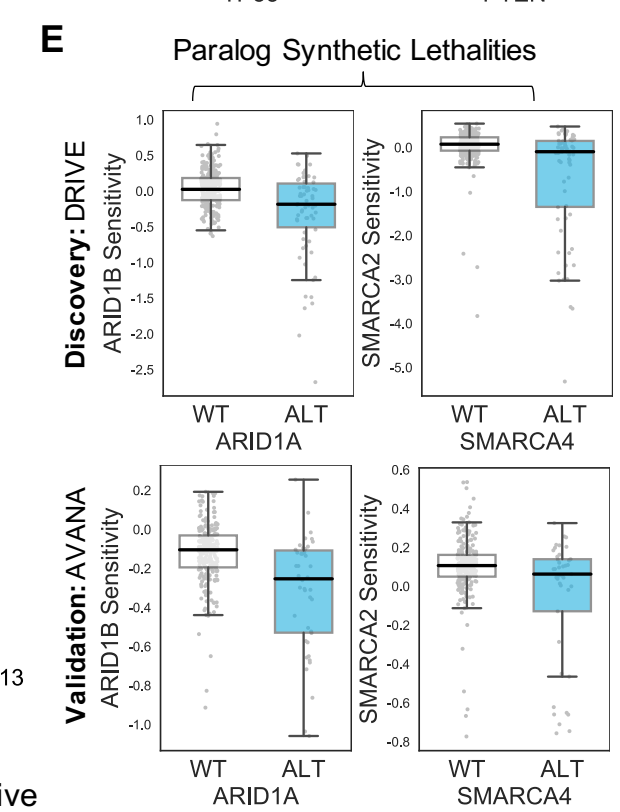 E
Paralog Synthetic Lethalities
Discovery: DRIVE
ARID1B Sensitivity
1.0
0.5
0.0
-0.5
-1.0
-1.5
-2.0
-2.5
WT ALT
ARID1A
SMARCA2 Sensitivity
0.0
-1.0
-2.0
-3.0
-4.0
-5.0
WT ALT
SMARCA4
Validation: AVANA
ARID1B Sensitivity
0.2
0.0
-0.2
-0.4
-0.6
-0.8
-1.0
WT ALT
ARID1A
SMARCA2 Sensitivity
0.6
0.4
0.2
0.0
-0.2
-0.4
-0.6
-0.8
WT ALT
SMARCA4
13
ive